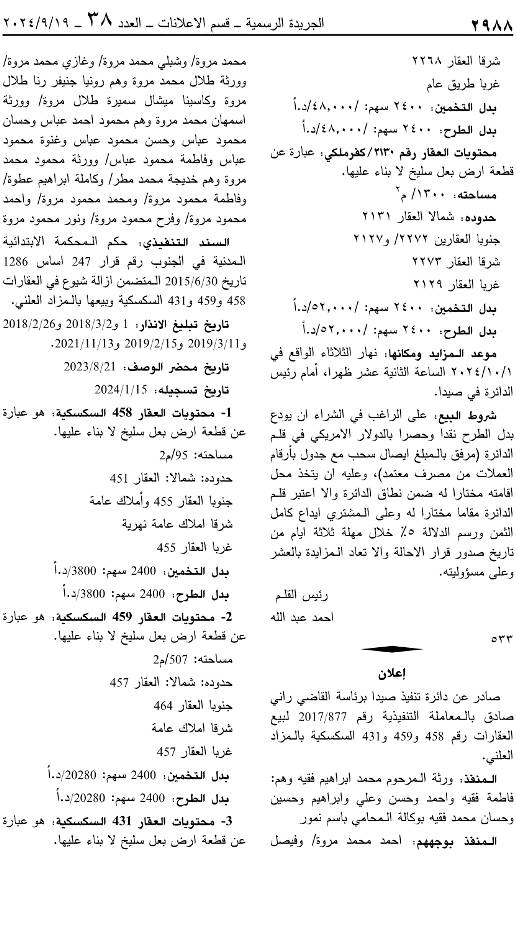 ٢٩٨٨
الجريدة الرسمية ــ قسم الاعلانات ــ العدد ٣٨ ــ ٢٠٢٤/٩/١٩
شرقا العقار ٢٢٦٨
غربا طريق عام
بدل التخمين: ٢٤٠٠ سهم: /٤٨,٠٠٠/د.أ
بدل الطرح: ٢٤٠٠ سهم: /٤٨,٠٠٠/د.أ
محتويات العقار رقم ٢١٣٠/كفرملكي: عبارة عن
قطعة ارض بعل سليخ لا بناء عليها.
مساحته: ١٣٠٠/ م٢
حدوده: شمالا العقار ٢١٣١
جنوبا العقارين ٢٢٧٢/ و٢١٢٧
شرقا العقار ٢٢٧٣
غربا العقار ٢١٢٩
بدل التخمين: ٢٤٠٠ سهم: /٥٢,٠٠٠/د.أ
بدل الطرح: ٢٤٠٠ سهم: /٥٢,٠٠٠/د.أ
موعد المزايد ومكانها: نهار الثلاثاء الواقع في
٢٠٢٤/١٠/١ الساعة الثانية عشر ظهرا، أمام رئيس
الدائرة في صيدا.
شروط البيع: على الراغب في الشراء ان يودع
بدل الطرح نقدا وحصرا بالدولار الامريكي في قلم
الدائرة (مرفق بالمبلغ ايصال سحب مع جدول بأرقام
العملات من مصرف معتمد)، وعليه ان يتخذ محل
اقامته مختارا له ضمن نطاق الدائرة والا اعتبر قلم
الدائرة مقاما مختارا له وعلى المشتري ايداع كامل
الثمن ورسم الدلالة ٥٪ خلال مهلة ثلاثة ايام من
تاريخ صدور قرار الاحالة والا تعاد المزايدة بالعشر
وعلى مسؤوليته.
رئيس القلم
احمد عبد الله
٥٣٣
إعلان
صادر عن دائرة تنفيذ صيدا برئاسة القاضي راني
صادق بالمعاملة التنفيذية رقم 2017/877 لبيع
العقارات رقم 458 و459 و431 السكسكية بالمزاد
العلني.
المنفذ: ورثة المرحوم محمد ابراهيم فقيه وهم:
فاطمة فقيه واحمد وحسن وعلي وابراهيم وحسين
وحسان محمد فقيه بوكالة المحامي باسم نمور
المنفذ بوجههم: احمد محمد مروة/ وفيصل
محمد مروة/ وشبلي محمد مروة/ وغازي محمد مروة/
وورثة طلال محمد مروة وهم رونيا جنيفر رنا طلال
مروة وكاسينا ميشال سميرة طلال مروة/ وورثة
اسمهان محمد مروة وهم محمود احمد عباس وحسان
محمود عباس وحسن محمود عباس وغنوة محمود
عباس وفاطمة محمود عباس/ وورثة محمود محمد
مروة وهم خديجة محمد مطر/ وكاملة ابراهيم عطوة/
وفاطمة محمود مروة/ ومحمد محمود مروة/ واحمد
محمود مروة/ وفرح محمود مروة/ ونور محمود مروة
السند التنفيذي: حكم المحكمة الابتدائية
المدنية في الجنوب رقم قرار 247 اساس 1286
تاريخ 2015/6/30 المتضمن ازالة شيوع في العقارات
458 و459 و431 السكسكية وبيعها بالمزاد العلني.
تاريخ تبليغ الانذار: 1 و2018/3/2 و2018/2/26
و2019/3/11 و2019/2/15 و2021/11/13.
تاريخ محضر الوصف: 2023/8/21
تاريخ تسجيله: 2024/1/15
1- محتويات العقار 458 السكسكية: هو عبارة
عن قطعة ارض بعل سليخ لا بناء عليها.
مساحته: 95/م2
حدوده: شمالا: العقار 451
جنوبا العقار 455 وأملاك عامة
شرقا املاك عامة نهرية
غربا العقار 455
بدل التخمين: 2400 سهم: 3800/د.أ
بدل الطرح: 2400 سهم: 3800/د.أ
2- محتويات العقار 459 السكسكية: هو عبارة
عن قطعة ارض بعل سليخ لا بناء عليها.
مساحته: 507/م2
حدوده: شمالا: العقار 457
جنوبا العقار 464
شرقا املاك عامة
غربا العقار 457
بدل التخمين: 2400 سهم: 20280/د.أ
بدل الطرح: 2400 سهم: 20280/د.أ
3- محتويات العقار 431 السكسكية: هو عبارة
عن قطعة ارض بعل سليخ لا بناء عليها.